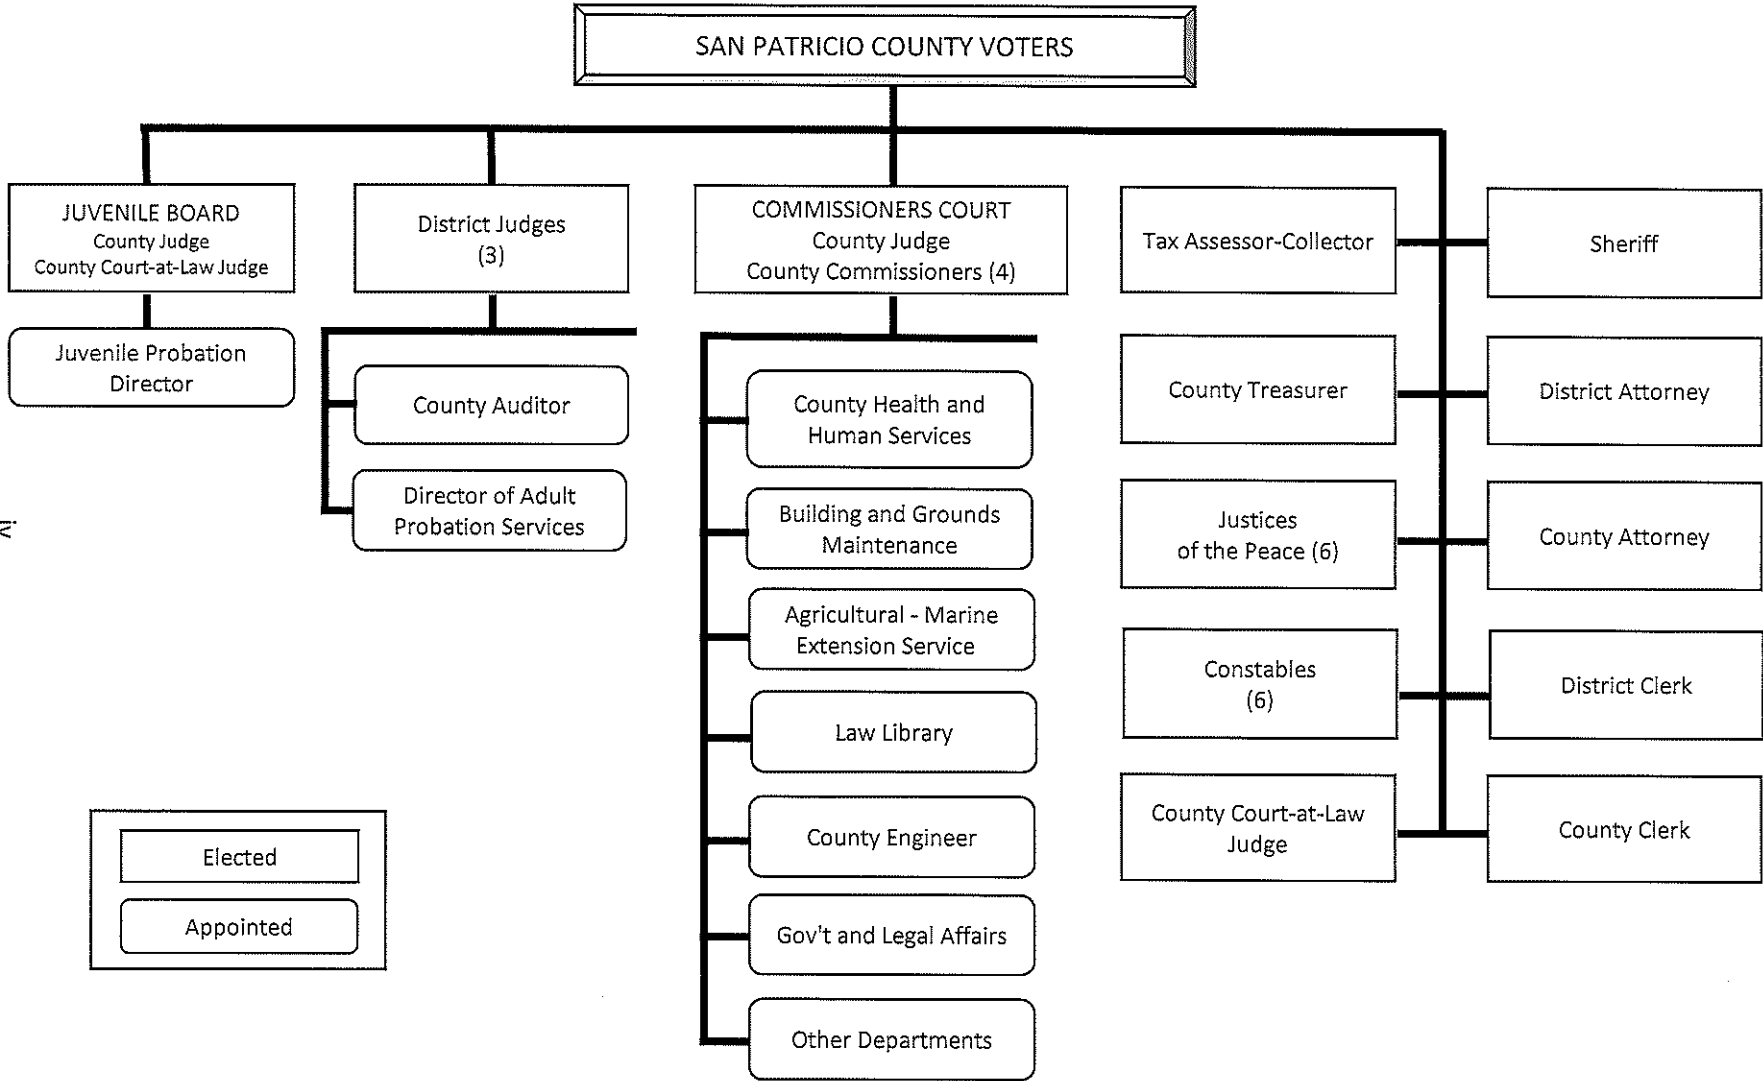 SAN PATRICIO COUNTY VOTERS
JUVENILE BOARD
County Judge
County Court-at-Law Judge
Juvenile Probation
Director
District Judges
(3)
County Auditor
Director of Adult
Probation Services
COMMISSIONERS COURT
County Judge
County Commissioners (4)
County Health and
Human Services
Building and Grounds
Maintenance
Agricultural - Marine
Extension Service
Law Library
County Engineer
Gov't and Legal Affairs
Other Departments
Tax Assessor-Collector
Sheriff
County Treasurer
District Attorney
Justices
of the Peace (6)
County Attorney
Constables
(6)
District Clerk
County Court-at-Law
Judge
County Clerk
Elected
Appointed
iv